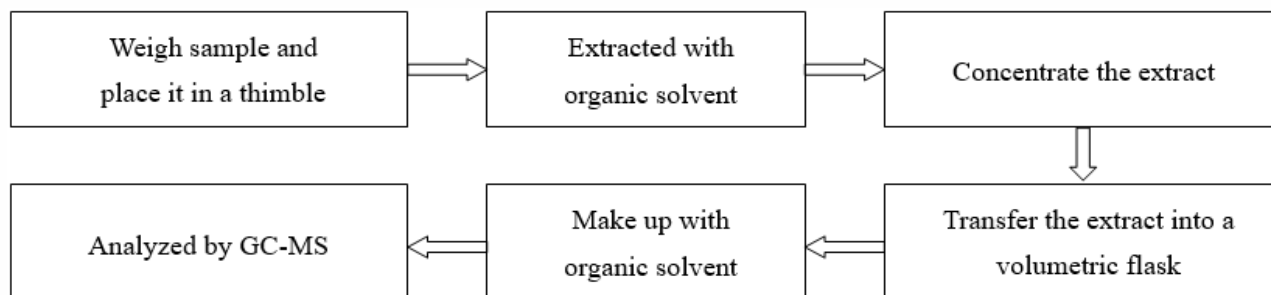 Weigh sample and
place it in a thimble
Extracted with
organic solvent
Concentrate the extract
Transfer the extract into a
volumetric flask
Make up with
organic solvent
Analyzed by GC-MS